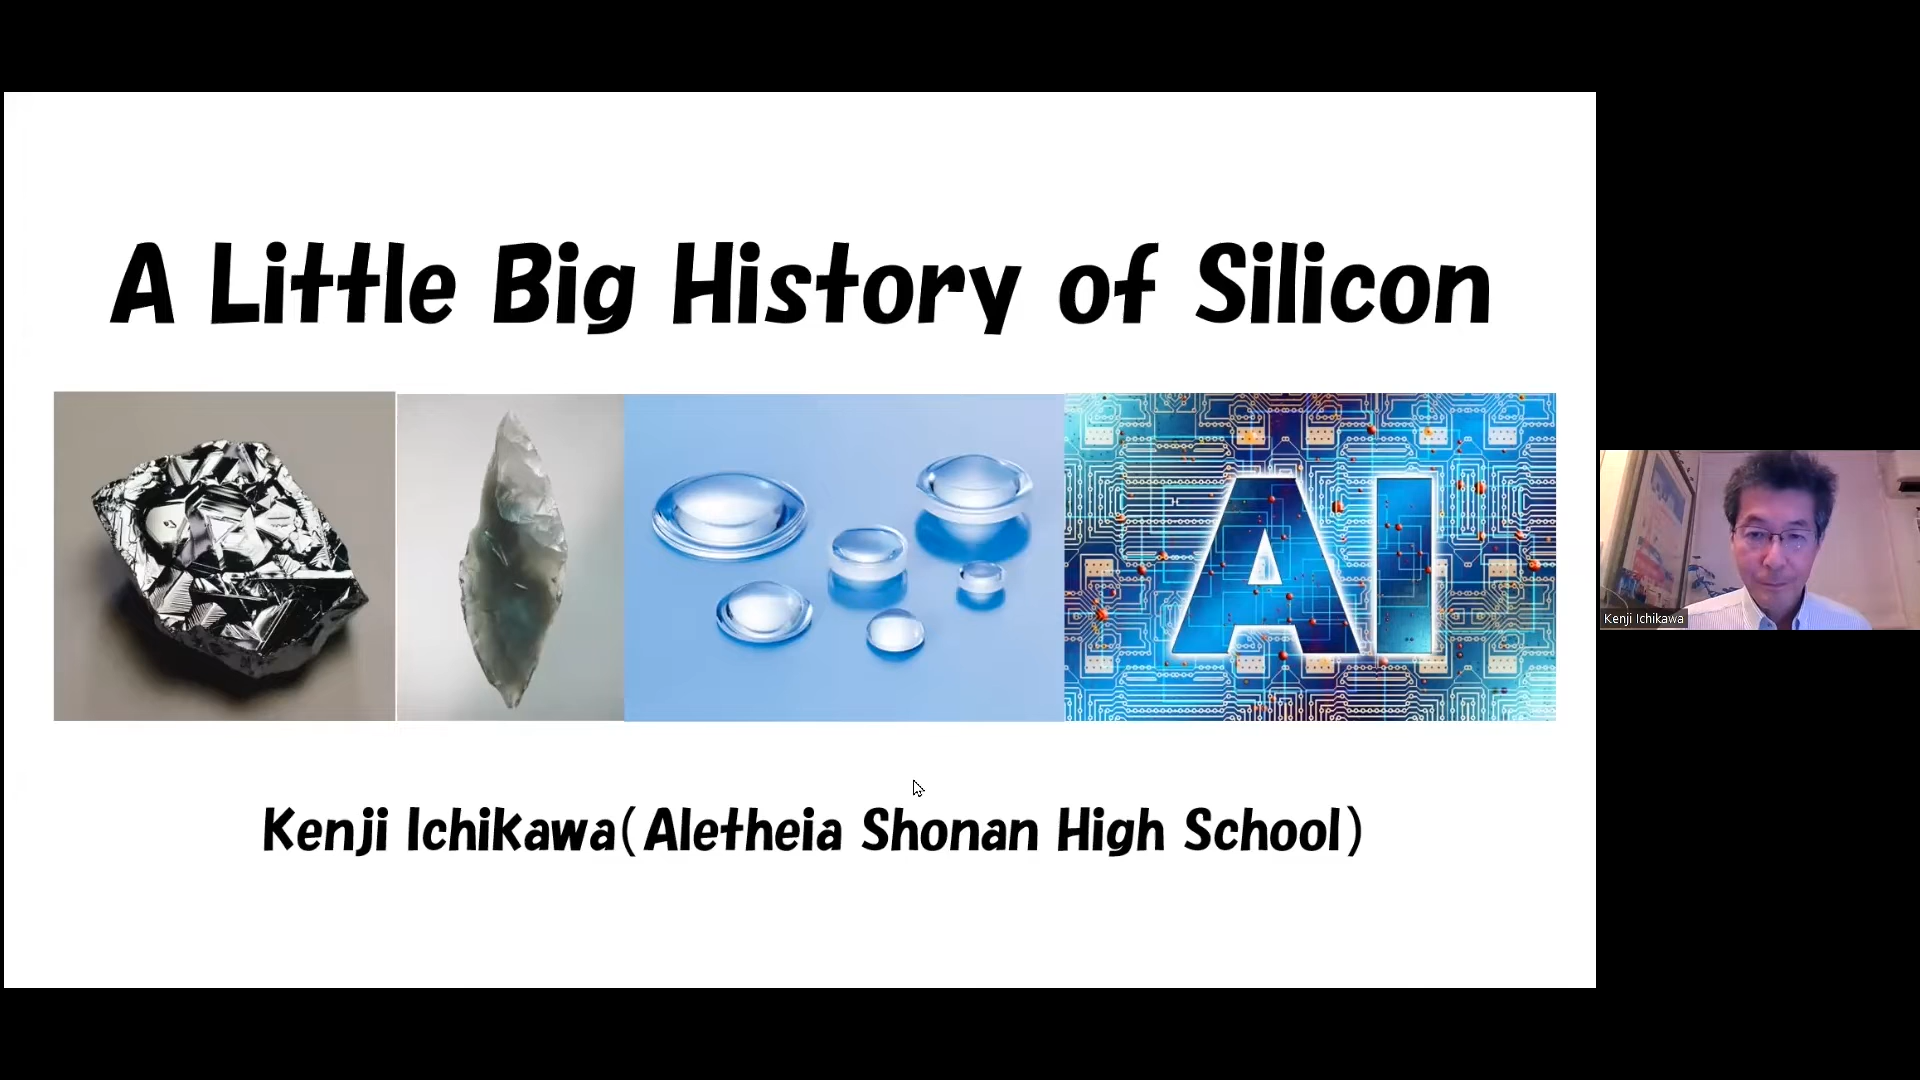 A Little Big History of Silicon
AI
Kenji Ichikawa(Aletheia Shonan High School)
Kenji Ichikawa